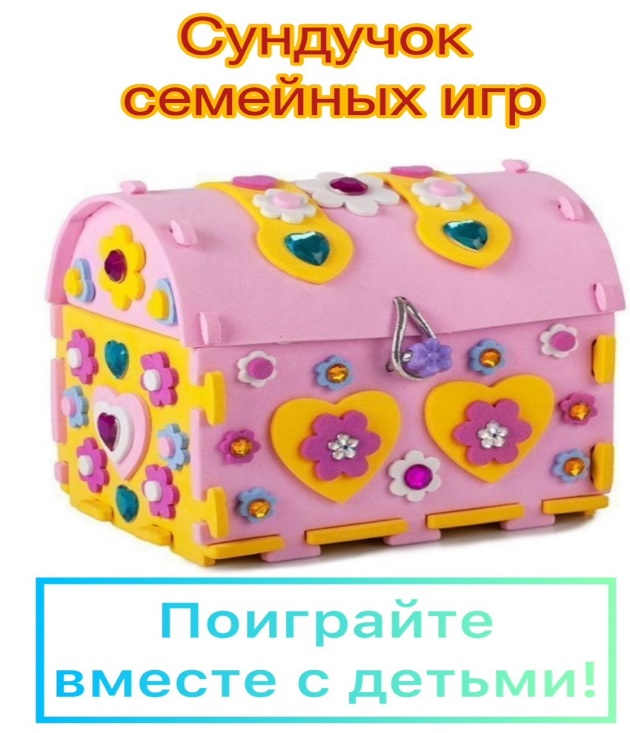 Сундучок
семейных игр
Поиграйте
вместе с детьми!